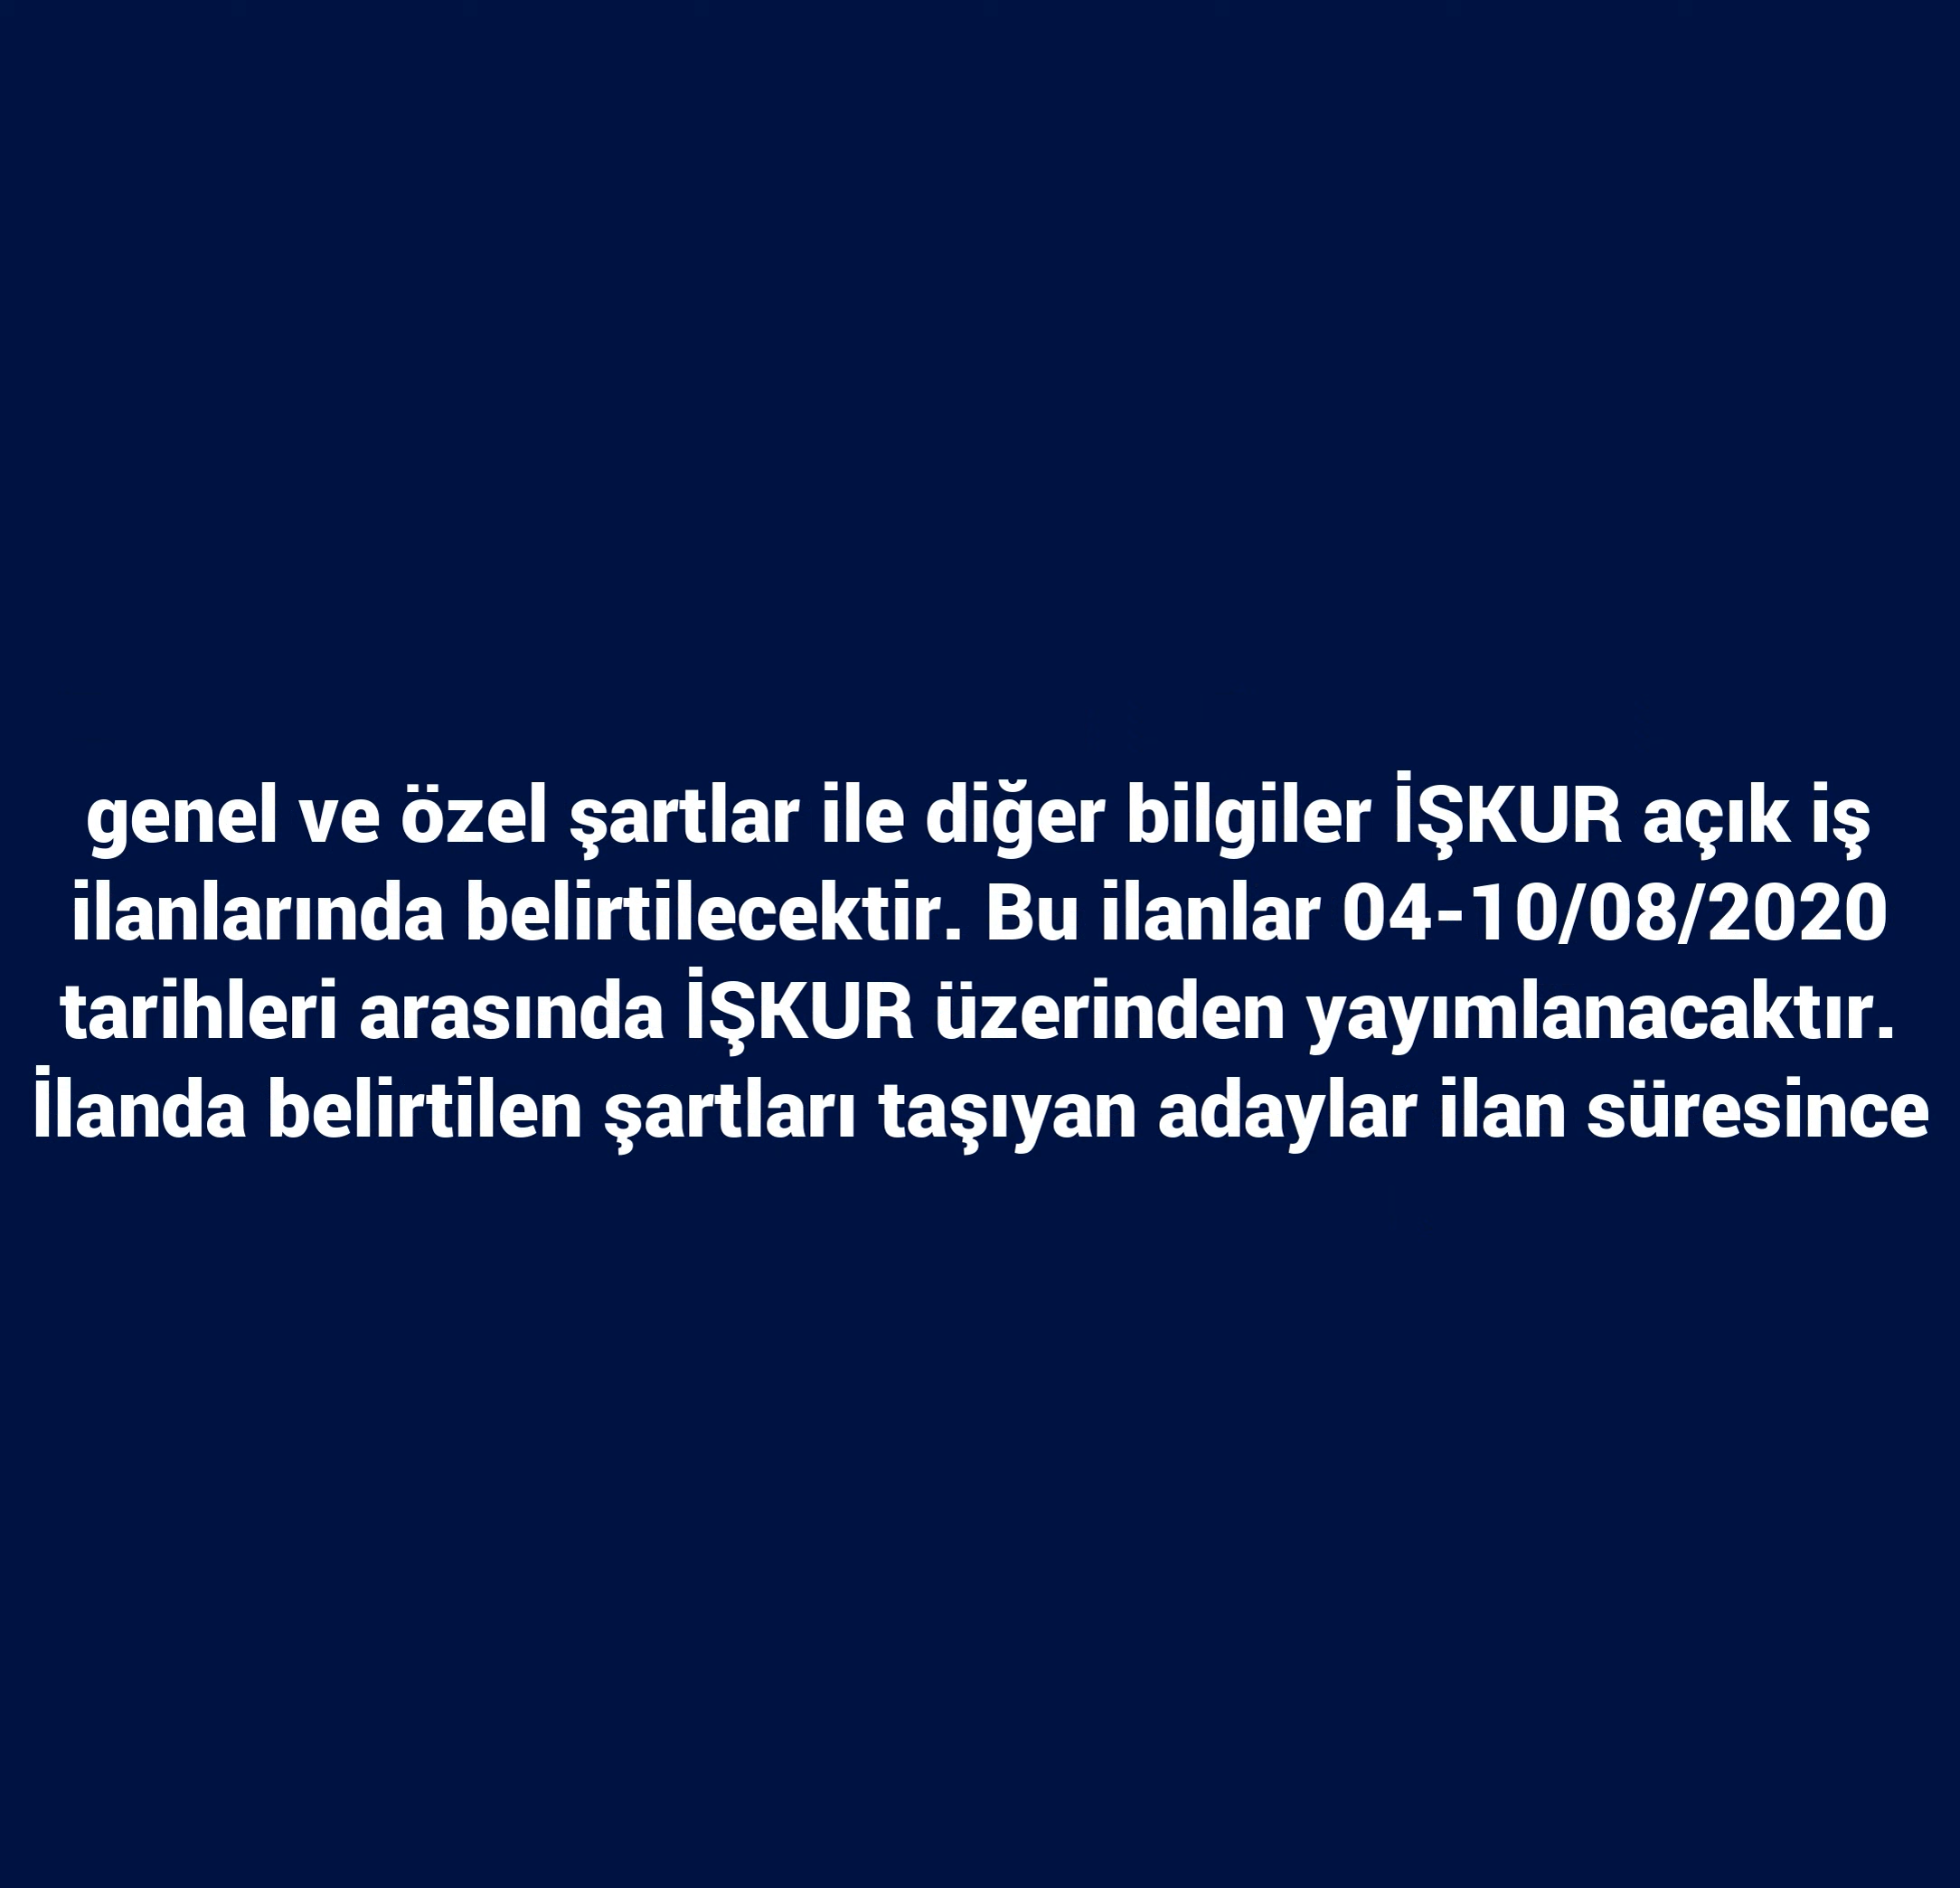 genel ve özel şartlar ile diğer bilgiler İŞKUR açık iş
ilanlarında belirtilecektir. Bu ilanlar 04-10/08/2020
tarihleri arasında İŞKUR üzerinden yayımlanacaktır.
İlanda belirtilen şartları taşıyan adaylar ilan süresince